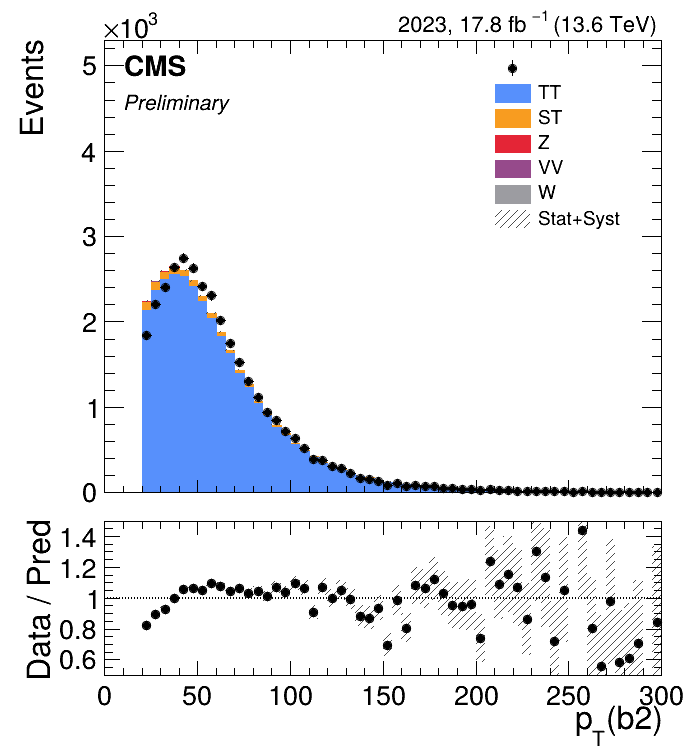 ×10³
2023, 17.8 fb⁻¹ (13.6 TeV)
Events
5
4
3
2
1
0
CMS
Preliminary
TT
ST
Z
VV
W
Stat+Syst
Data / Pred
1.4
1.2
1
0.8
0.6
0 50 100 150 200 250 300
p_T(b2)